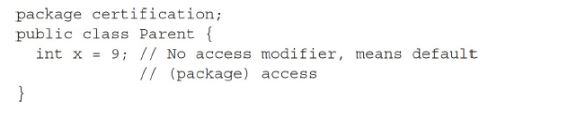 package certification;
public class Parent {
  int x = 9; // No access modifier, means default
             // (package) access
}